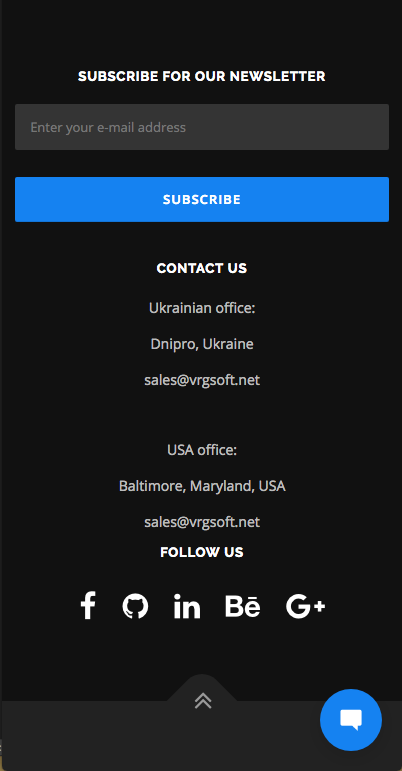 SUBSCRIBE FOR OUR NEWSLETTER
Enter your e-mail address
SUBSCRIBE
CONTACT US
Ukrainian office:
Dnipro, Ukraine
sales@vrgsoft.net
USA office:
Baltimore, Maryland, USA
sales@vrgsoft.net
FOLLOW US